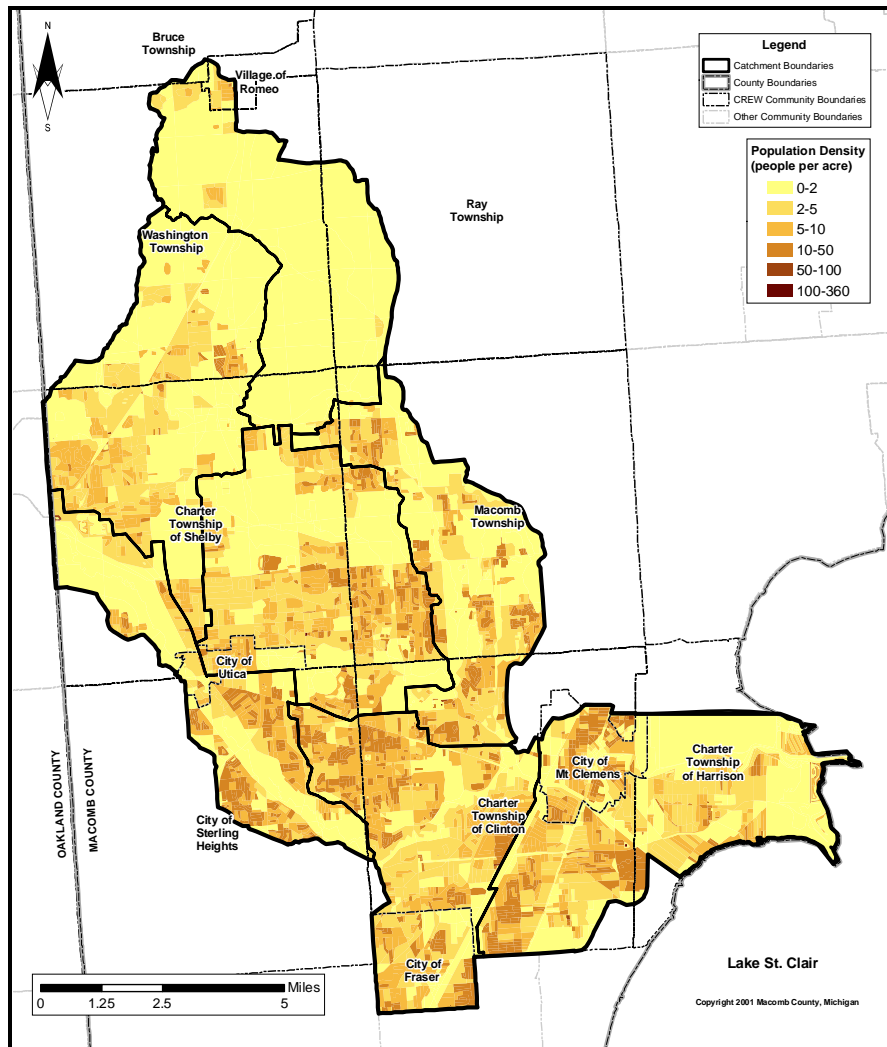 N
S
Bruce
Township
Village of
Romeo
Legend
Catchment Boundaries
County Boundaries
CREW Community Boundaries
Other Community Boundaries
Population Density
(people per acre)
0-2
2-5
5-10
10-50
50-100
100-360
Ray
Township
Washington
Township
Charter
Township
of Shelby
Macomb
Township
City of
Utica
City of
Mt Clemens
Charter
Township
of Harrison
OAKLAND COUNTY
MACOMB COUNTY
City of
Sterling
Heights
Charter
Township
of Clinton
City of
Fraser
Lake St. Clair
Miles
0 1.25 2.5 5
Copyright 2001 Macomb County, Michigan